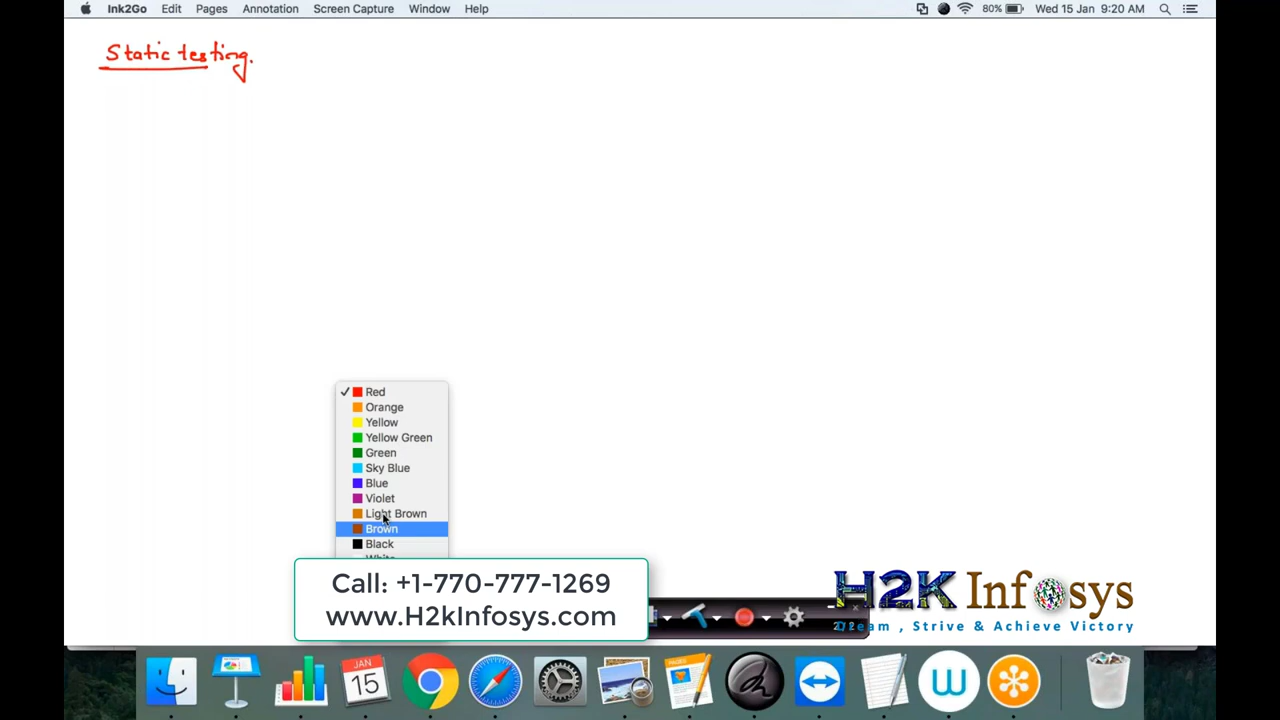 Ink2Go Edit Pages Annotation Screen Capture Window Help 80% Wed 15 Jan 9:20 AM
Static testing.
Red
Orange
Yellow
Yellow Green
Green
Sky Blue
Blue
Violet
Light Brown
Brown
Black
White
Call: +1-770-777-1269
www.H2kInfosys.com
H2K Infosys
Dream , Strive & Achieve Victory
JAN
15
PAGES
W